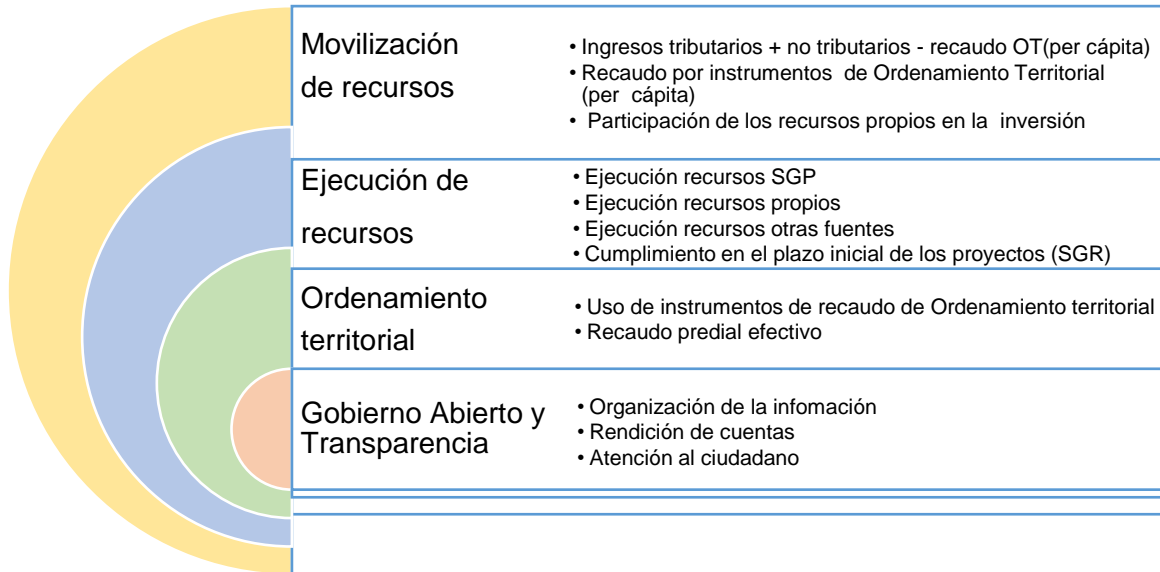 Movilización
de recursos
• Ingresos tributarios + no tributarios - recaudo OT(per cápita)
• Recaudo por instrumentos de Ordenamiento Territorial
(per cápita)
• Participación de los recursos propios en la inversión
Ejecución de
recursos
• Ejecución recursos SGP
• Ejecución recursos propios
• Ejecución recursos otras fuentes
• Cumplimiento en el plazo inicial de los proyectos (SGR)
Ordenamiento
territorial
• Uso de instrumentos de recaudo de Ordenamiento territorial
• Recaudo predial efectivo
Gobierno Abierto y
Transparencia
• Organización de la infomación
• Rendición de cuentas
• Atención al ciudadano